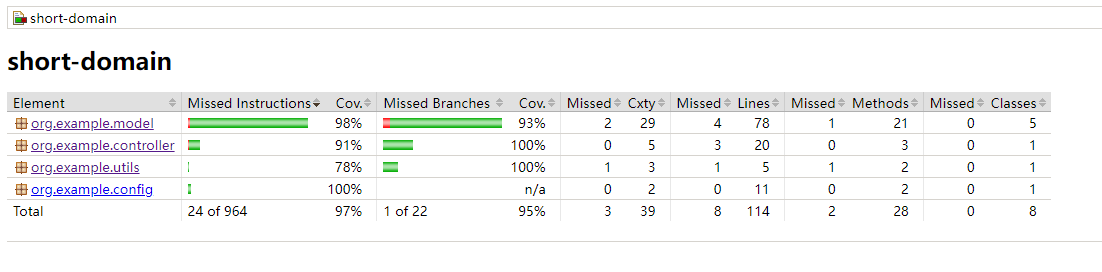 short-domain
short-domain
Element Missed Instructions Cov. Missed Branches Cov. Missed Cxty Missed Lines Missed Methods Missed Classes
org.example.model 98% 93% 2 29 4 78 1 21 0 5
org.example.controller 91% 100% 0 5 3 20 0 3 0 1
org.example.utils 78% 100% 1 3 1 5 1 2 0 1
org.example.config 100% n/a 0 2 0 11 0 2 0 1
Total 24 of 964 97% 1 of 22 95% 3 39 8 114 2 28 0 8